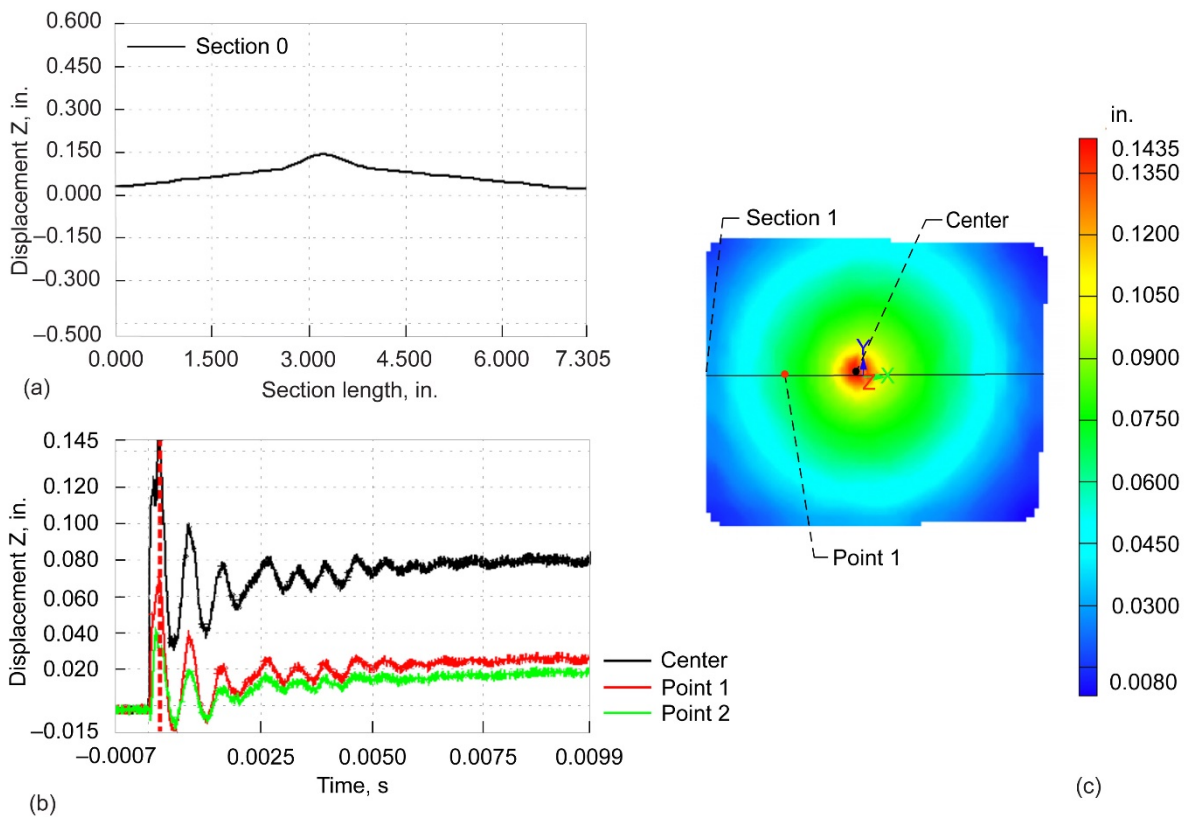 0.600
0.450
0.300
0.150
0.000
–0.150
–0.300
–0.500
Displacement Z, in.
Section 0
0.000 1.500 3.000 4.500 6.000 7.305
Section length, in.
(a)
0.145
0.120
0.100
0.080
0.060
0.040
0.020
–0.015
Displacement Z, in.
–0.0007 0.0025 0.0050 0.0075 0.0099
Time, s
Center
Point 1
Point 2
(b)
Section 1
Center
Y
Z X
Point 1
in.
0.1435
0.1350
0.1200
0.1050
0.0900
0.0750
0.0600
0.0450
0.0300
0.0080
(c)